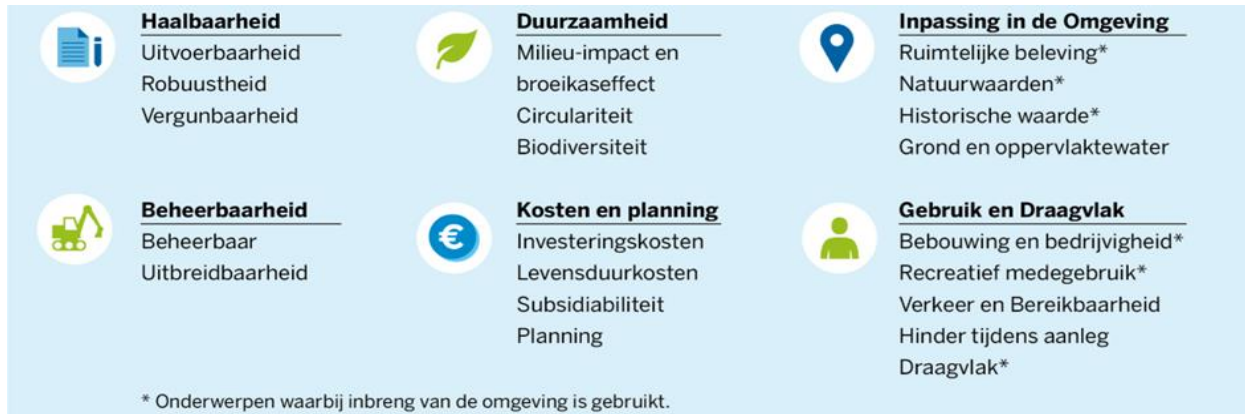 Haalbaarheid
Uitvoerbaarheid
Robuustheid
Vergunbaarheid
Duurzaamheid
Milieu-impact en
broeikaseffect
Circulariteit
Biodiversiteit
Inpassing in de Omgeving
Ruimtelijke beleving*
Natuurwaarden*
Historische waarde*
Grond en oppervlaktewater
Beheerbaarheid
Beheerbaar
Uitbreidbaarheid
€
Kosten en planning
Investeringskosten
Levensduurkosten
Subsidiabiliteit
Planning
Gebruik en Draagvlak
Bebouwing en bedrijvigheid*
Recreatief medegebruik*
Verkeer en Bereikbaarheid
Hinder tijdens aanleg
Draagvlak*
* Onderwerpen waarbij inbreng van de omgeving is gebruikt.